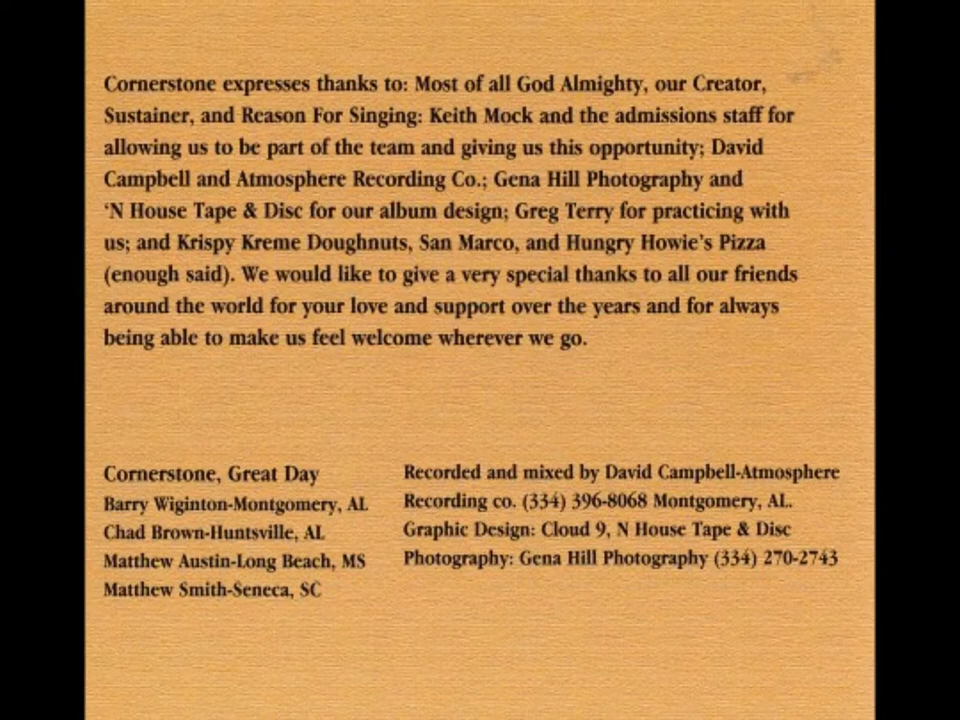 Cornerstone expresses thanks to: Most of all God Almighty, our Creator,
Sustainer, and Reason For Singing: Keith Mock and the admissions staff for
allowing us to be part of the team and giving us this opportunity; David
Campbell and Atmosphere Recording Co.; Gena Hill Photography and
‘N House Tape & Disc for our album design; Greg Terry for practicing with
us; and Krispy Kreme Doughnuts, San Marco, and Hungry Howie’s Pizza
(enough said). We would like to give a very special thanks to all our friends
around the world for your love and support over the years and for always
being able to make us feel welcome wherever we go.
Cornerstone, Great Day
Barry Wiginton-Montgomery, AL
Chad Brown-Huntsville, AL
Matthew Austin-Long Beach, MS
Matthew Smith-Seneca, SC
Recorded and mixed by David Campbell-Atmosphere
Recording co. (334) 396-8068 Montgomery, AL.
Graphic Design: Cloud 9, N House Tape & Disc
Photography: Gena Hill Photography (334) 270-2743